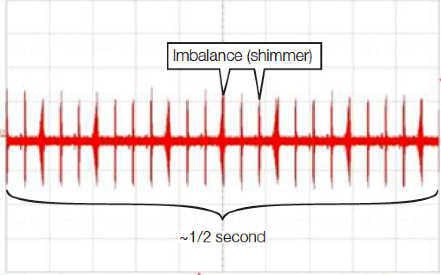 Imbalance (shimmer)
~1/2 second